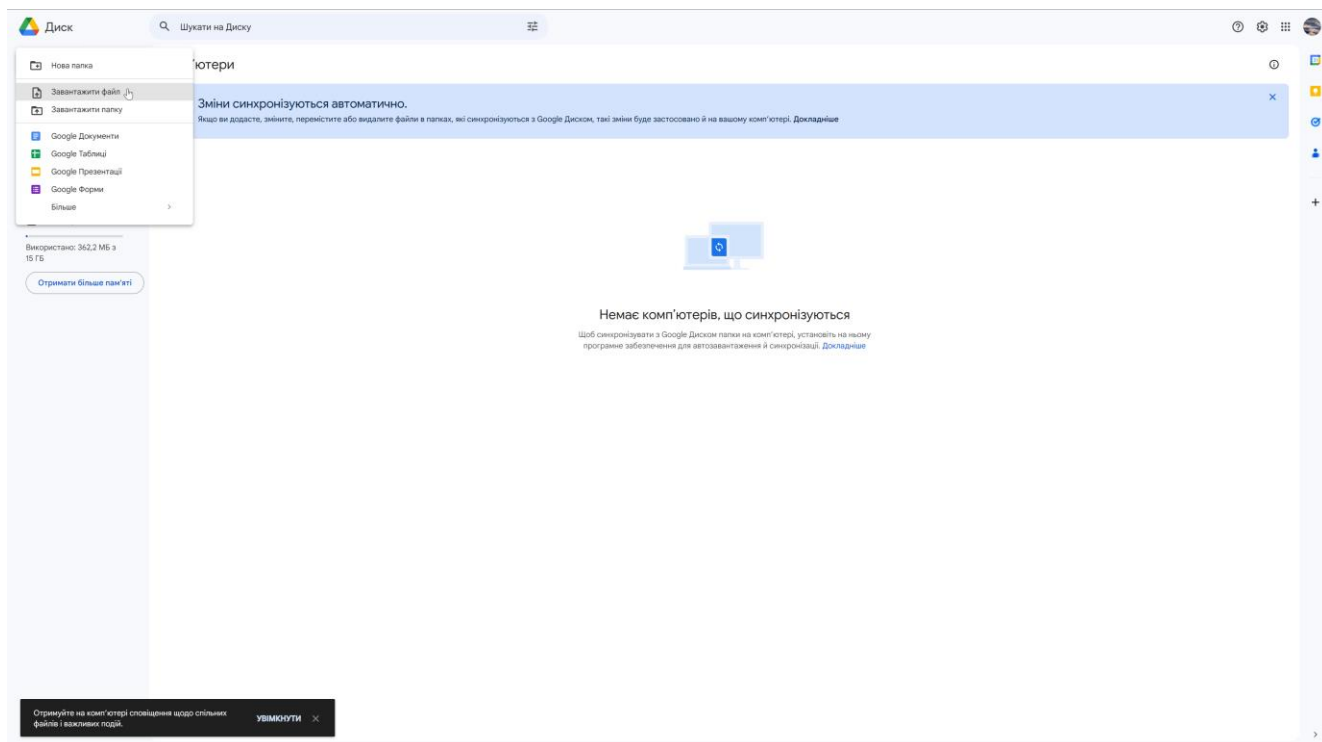 Диск
Шукати на Диску
Нова папка
Завантажити файл
Завантажити папку
Google Документи
Google Таблиці
Google Презентації
Google Форми
Більше
Використано: 362,2 МБ з
15 ГБ
Отримати більше пам'яті
'ютери
Зміни синхронізуються автоматично.
Якщо ви додасте, зміните, перемістите або видалите файли в папках, які синхронізуються з Google Диском, такі зміни буде застосовано й на вашому комп'ютері. Докладніше
Немає комп'ютерів, що синхронізуються
Щоб синхронізувати з Google Диском папки на комп'ютері, установіть на ньому
програмне забезпечення для автозавантаження й синхронізації. Докладніше
Отримуйте на комп'ютері сповіщення щодо спільних
файлів і важливих подій.
УВІМКНУТИ